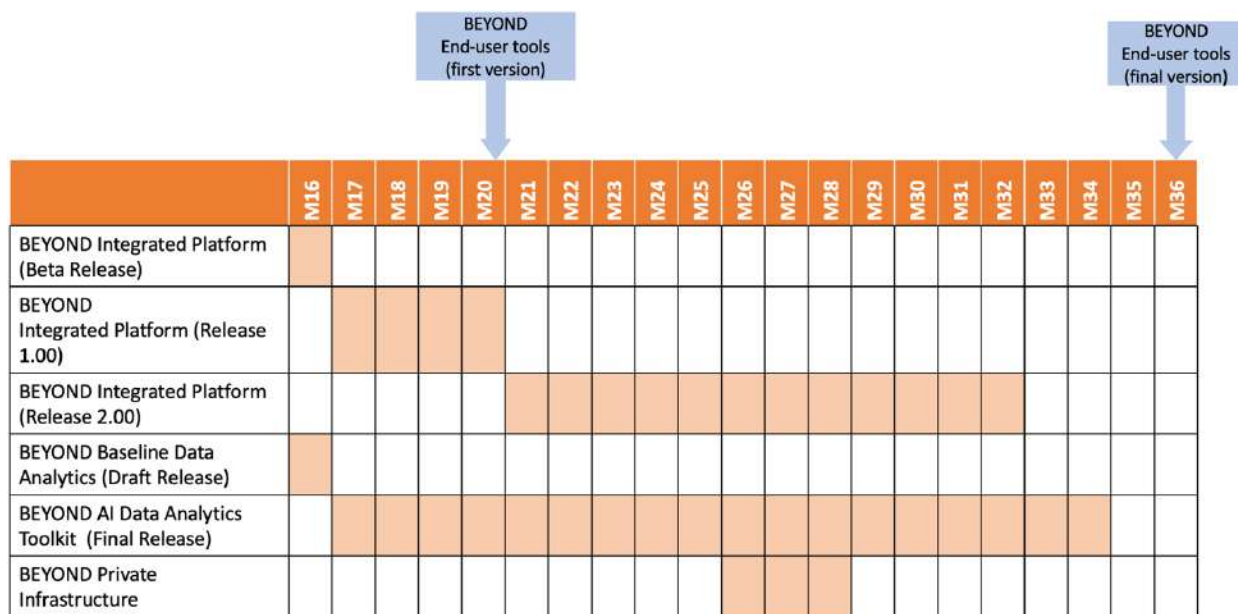 BEYOND
End-user tools
(first version)
BEYOND
End-user tools
(final version)
M16 M17 M18 M19 M20 M21 M22 M23 M24 M25 M26 M27 M28 M29 M30 M31 M32 M33 M34 M35 M36
BEYOND Integrated Platform
(Beta Release)
BEYOND
Integrated Platform (Release
1.00)
BEYOND Integrated Platform
(Release 2.00)
BEYOND Baseline Data
Analytics (Draft Release)
BEYOND AI Data Analytics
Toolkit (Final Release)
BEYOND Private
Infrastructure